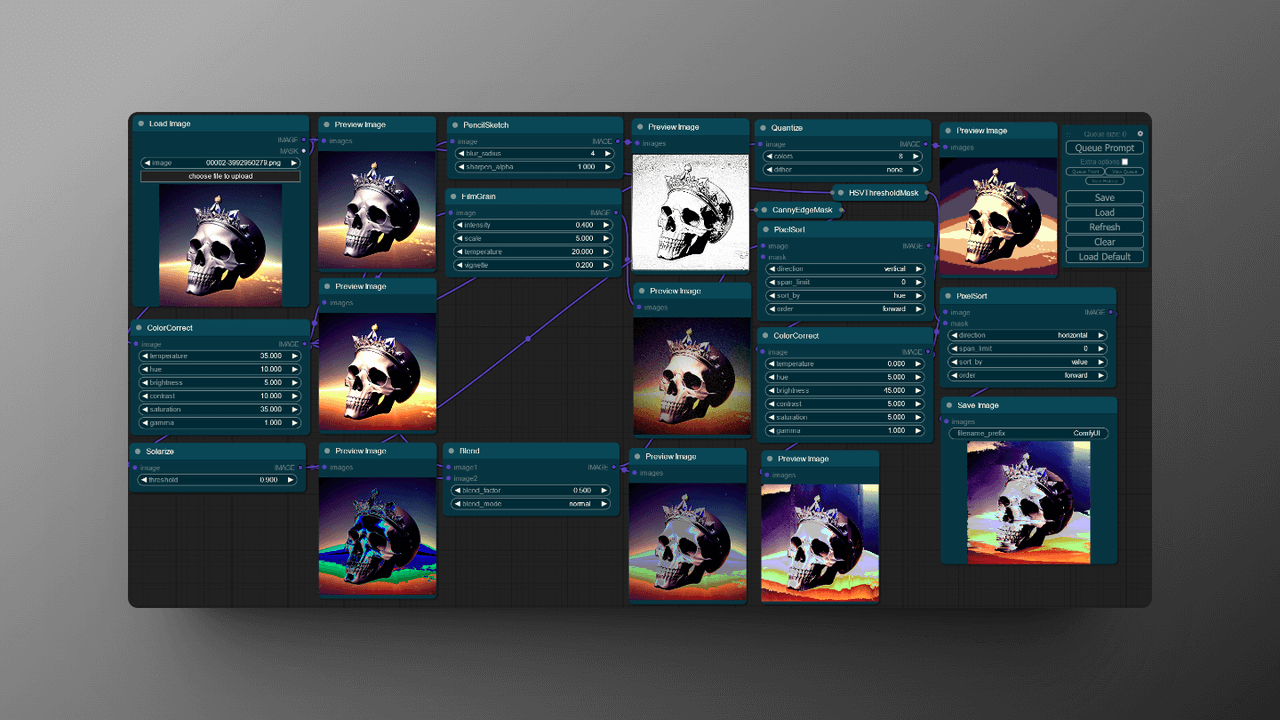 Load Image
IMAGE
MASK
image 00002-3992950279.png
choose file to upload
ColorCorrect
image IMAGE
temperature 35.000
hue 10.000
brightness 5.000
contrast 10.000
saturation 35.000
gamma 1.000
Solarize
image IMAGE
threshold 0.900
Preview Image
images
Preview Image
images
Preview Image
images
PencilSketch
image IMAGE
blur_radius 4
sharpen_alpha 1.000
FilmGrain
image IMAGE
intensity 0.400
scale 5.000
temperature 20.000
vignette 0.200
Blend
image1 IMAGE
image2
blend_factor 0.500
blend_mode normal
Preview Image
images
Preview Image
images
Preview Image
images
Quantize
image IMAGE
colors 8
dither none
HSVThresholdMask
CannyEdgeMask
PixelSort
image IMAGE
mask
direction vertical
span_limit 0
sort_by hue
order forward
ColorCorrect
image IMAGE
temperature 0.000
hue 5.000
brightness 45.000
contrast 5.000
saturation 5.000
gamma 1.000
Preview Image
images
Preview Image
images
PixelSort
image IMAGE
mask
direction horizontal
span_limit 0
sort_by value
order forward
Save Image
images
filename_prefix ComfyUI
Queue size: 0
Queue Prompt
Extra options
Queue Front View Queue
View History
Save
Load
Refresh
Clear
Load Default